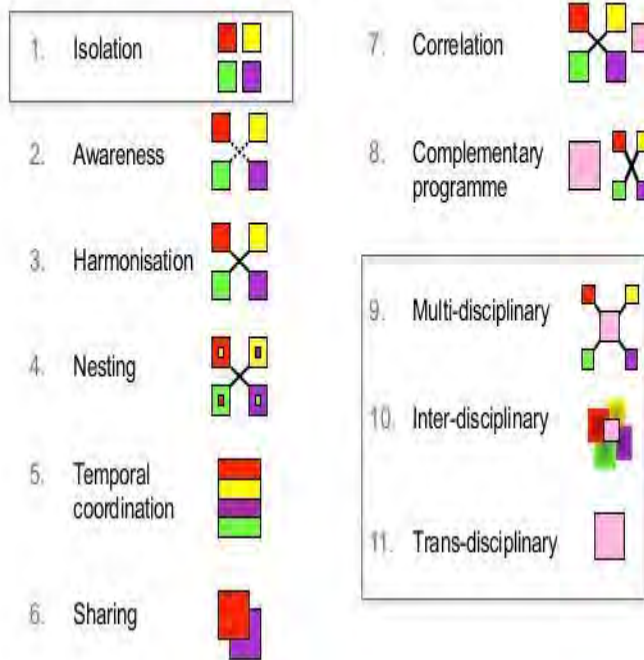 1. Isolation
2. Awareness
3. Harmonisation
4. Nesting
5. Temporal
coordination
6. Sharing
7. Correlation
8. Complementary
programme
9. Multi-disciplinary
10. Inter-disciplinary
11. Trans-disciplinary